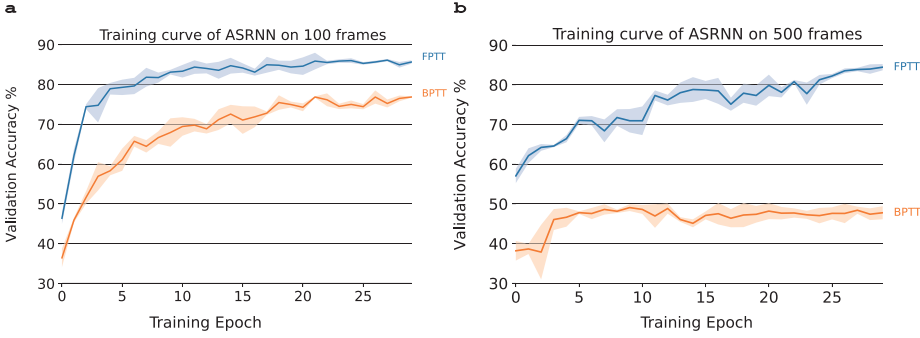 a
Training curve of ASRNN on 100 frames
90
80
70
60
50
40
30
0
5
10
15
20
25
Validation Accuracy %
Training Epoch
FPTT
BPTT
b
Training curve of ASRNN on 500 frames
90
80
70
60
50
40
30
0
5
10
15
20
25
Validation Accuracy %
Training Epoch
FPTT
BPTT